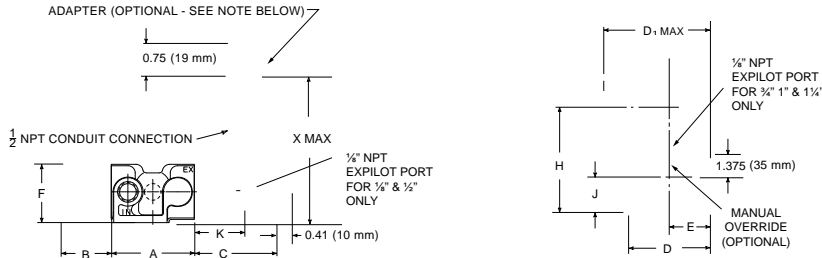 ADAPTER (OPTIONAL - SEE NOTE BELOW)
0.75 (19 mm)
1/2 NPT CONDUIT CONNECTION
X MAX
⅛" NPT
EXPILOT PORT
FOR ⅛" & ½"
ONLY
EX
IN
F
B
A
K
C
0.41 (10 mm)
D₁ MAX
I
⅛" NPT
EXPILOT PORT
FOR ¾" 1" & 1¼"
ONLY
H
J
1.375 (35 mm)
MANUAL
OVERRIDE
(OPTIONAL)
E
D